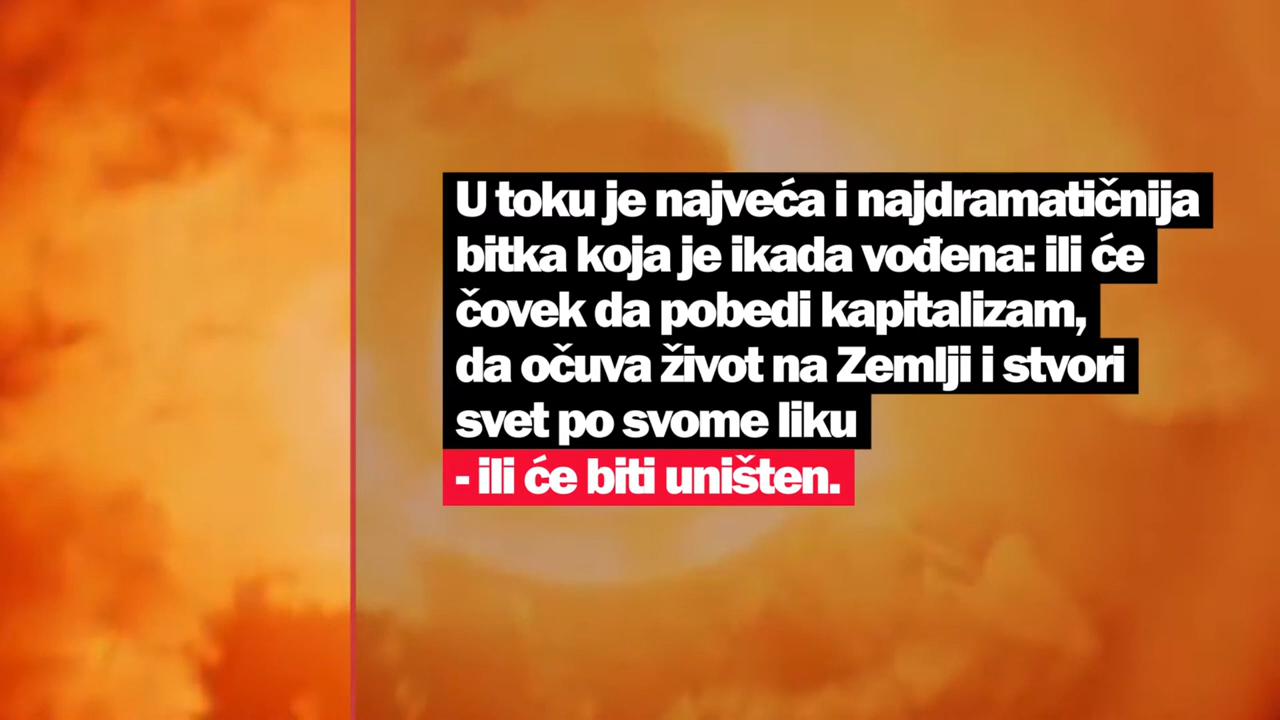 U toku je najveća i najdramatičnija
bitka koja je ikada vođena: ili će
čovek da pobedi kapitalizam,
da očuva život na Zemlji i stvori
svet po svome liku
- ili će biti uništen.